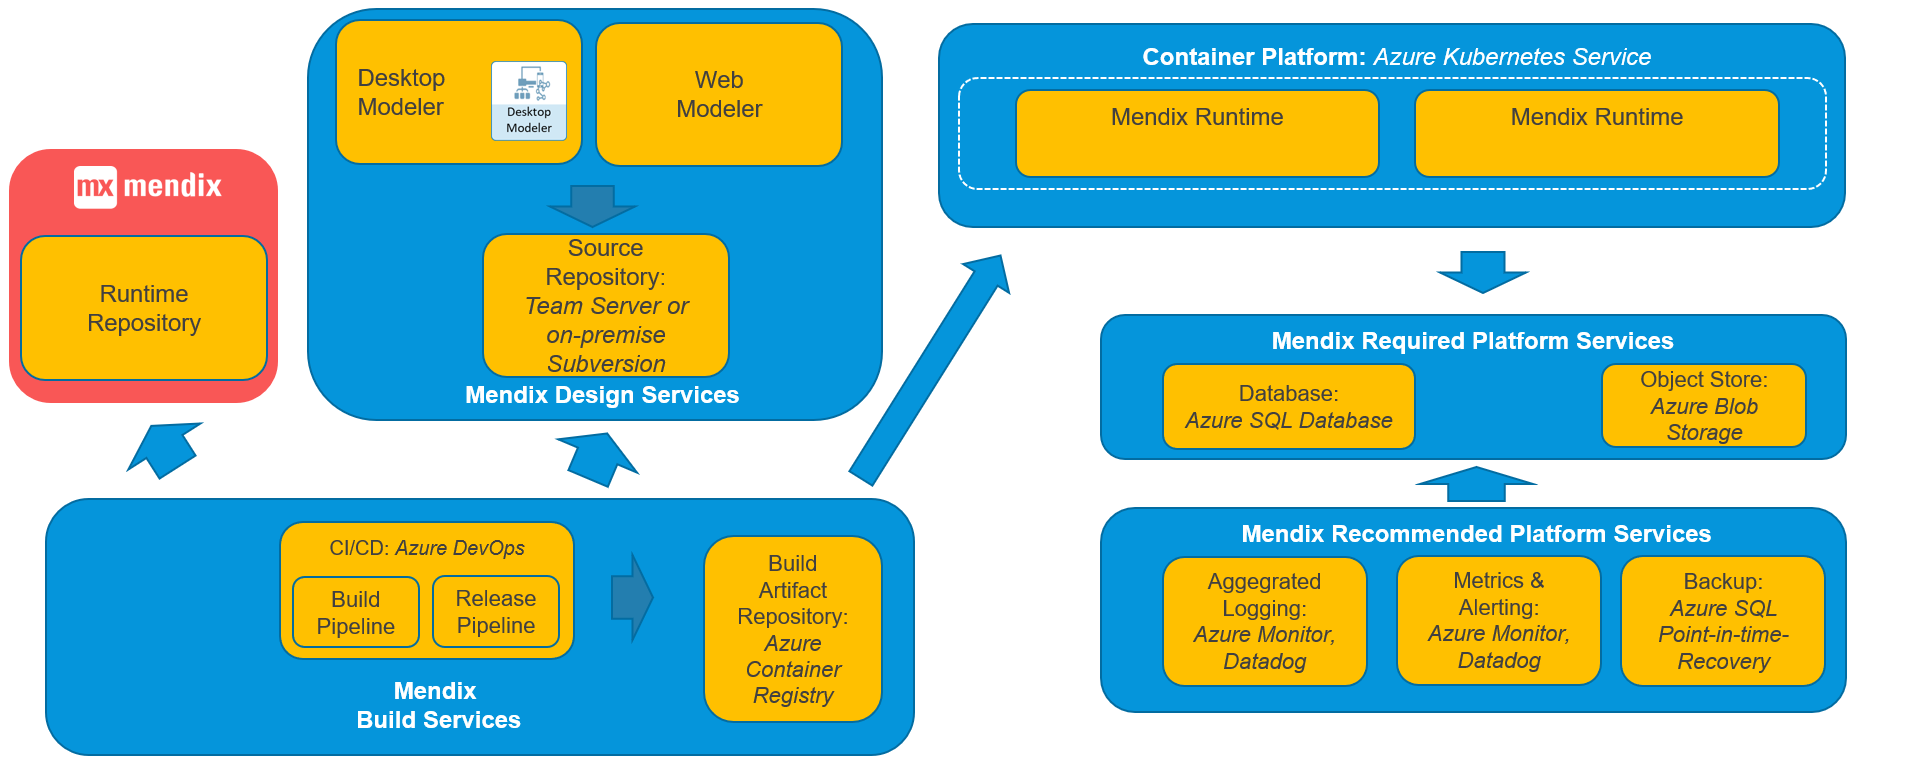 mx mendix
Runtime
Repository
Desktop
Modeler
Desktop
Modeler
Web
Modeler
Source
Repository:
Team Server or
on-premise
Subversion
Mendix Design Services
CI/CD: Azure DevOps
Build
Pipeline
Release
Pipeline
Build
Artifact
Repository:
Azure
Container
Registry
Mendix
Build Services
Container Platform: Azure Kubernetes Service
Mendix Runtime
Mendix Runtime
Mendix Required Platform Services
Database:
Azure SQL Database
Object Store:
Azure Blob
Storage
Mendix Recommended Platform Services
Aggegrated
Logging:
Azure Monitor,
Datadog
Metrics &
Alerting:
Azure Monitor,
Datadog
Backup:
Azure SQL
Point-in-time-
Recovery